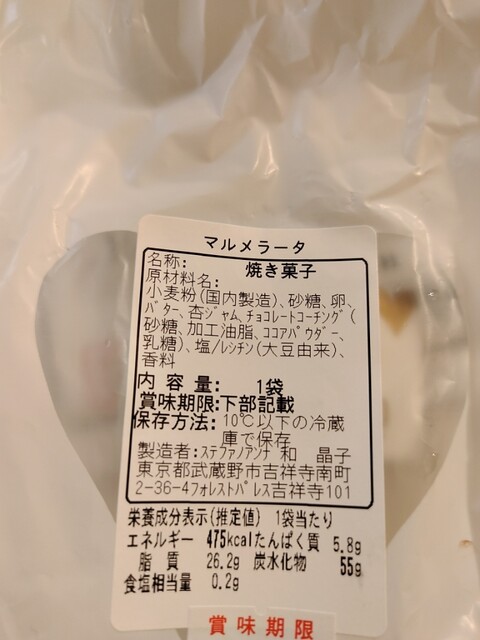 マルメラータ
名称: 焼き菓子
原材料名:
小麦粉(国内製造)、砂糖、卵、
バター、杏ジャム、チョコレートコーチング(
砂糖、加工油脂、ココアパウダー、
乳糖)、塩/レシチン(大豆由来)、
香料
内容量: 1袋
賞味期限:下部記載
保存方法:10℃以下の冷蔵
庫で保存
製造者:ステファノアンナ 和 晶子
東京都武蔵野市吉祥寺南町
2-36-4フォレストパレス吉祥寺101
栄養成分表示(推定値) 1袋当たり
エネルギー 475kcalたんぱく質 5.8g
脂質 26.2g 炭水化物 55g
食塩相当量 0.2g
賞味期限